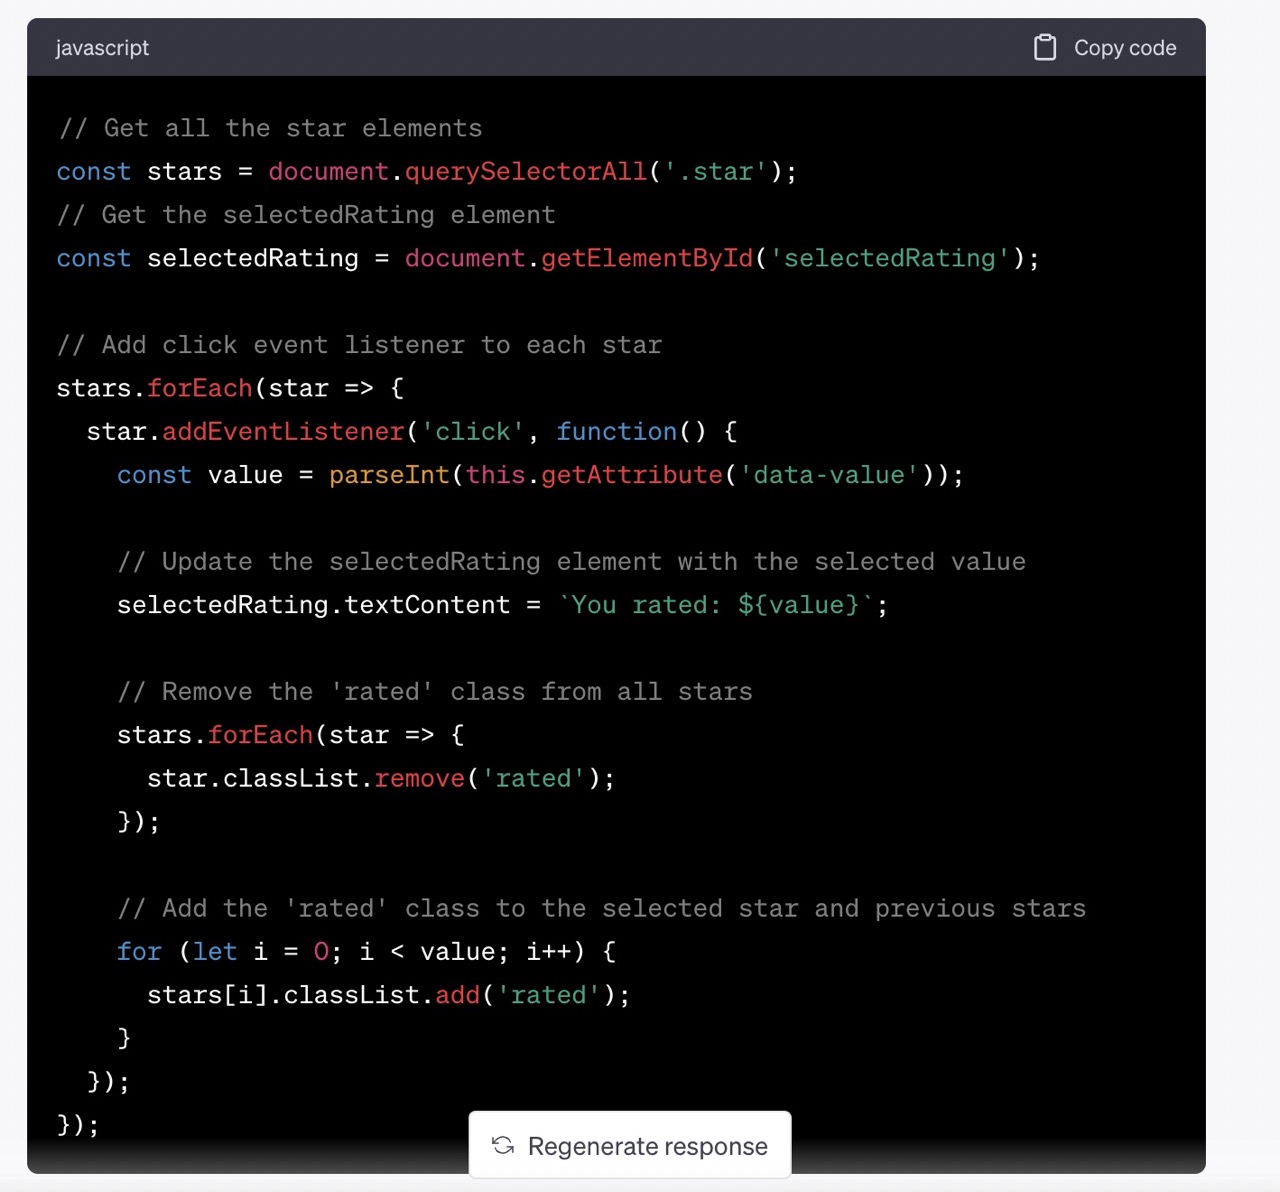 javascript
Copy code
// Get all the star elements
const stars = document.querySelectorAll('.star');
// Get the selectedRating element
const selectedRating = document.getElementById('selectedRating');
// Add click event listener to each star
stars.forEach(star => {
  star.addEventListener('click', function() {
    const value = parseInt(this.getAttribute('data-value'));
    // Update the selectedRating element with the selected value
    selectedRating.textContent = `You rated: ${value}`;
    // Remove the 'rated' class from all stars
    stars.forEach(star => {
      star.classList.remove('rated');
    });
    // Add the 'rated' class to the selected star and previous stars
    for (let i = 0; i < value; i++) {
      stars[i].classList.add('rated');
    }
  });
});
Regenerate response